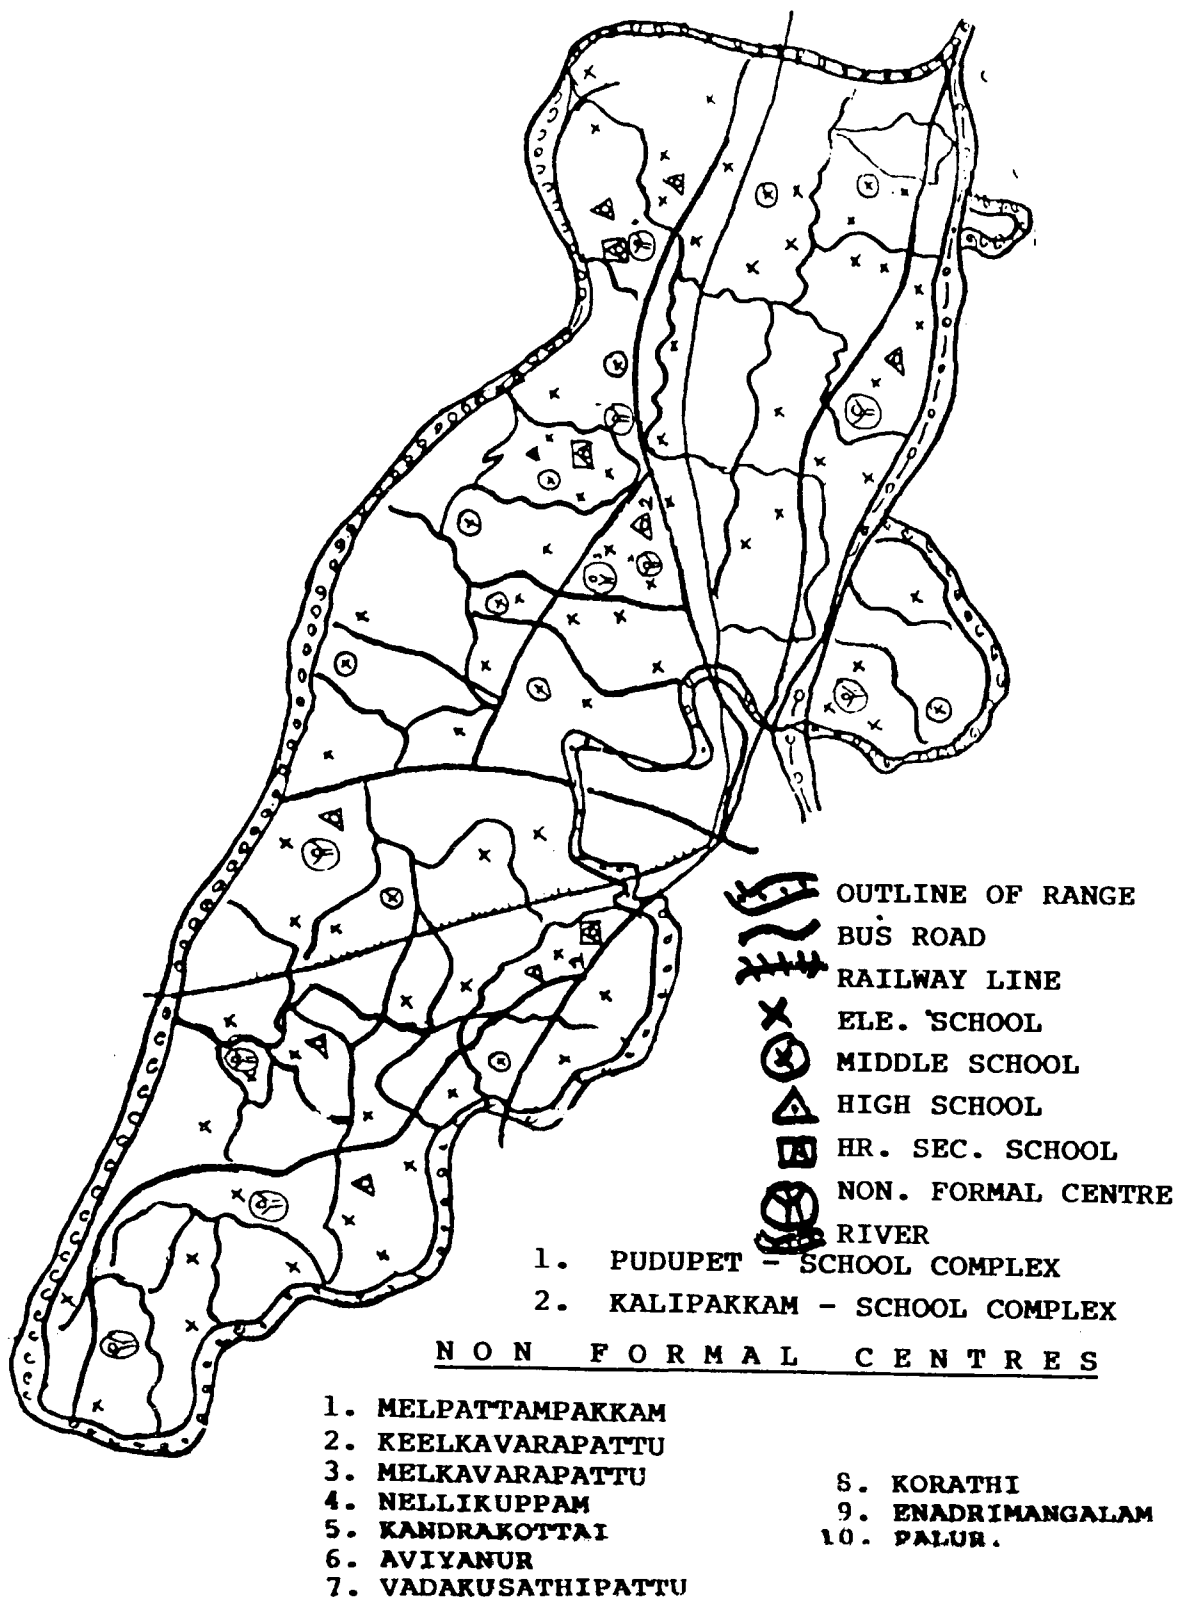 2
1
OUTLINE OF RANGE
BUS ROAD
RAILWAY LINE
ELE. SCHOOL
MIDDLE SCHOOL
HIGH SCHOOL
HR. SEC. SCHOOL
NON. FORMAL CENTRE
RIVER
1. PUDUPET - SCHOOL COMPLEX
2. KALIPAKKAM - SCHOOL COMPLEX
NON FORMAL CENTRES
1. MELPATTAMPAKKAM
2. KEELKAVARAPATTU
3. MELKAVARAPATTU
4. NELLIKUPPAM
5. KANDRAKOTTAI
6. AVIYANUR
7. VADAKUSATHIPATTU
8. KORATHI
9. ENADRIMANGALAM
10. PALUR.